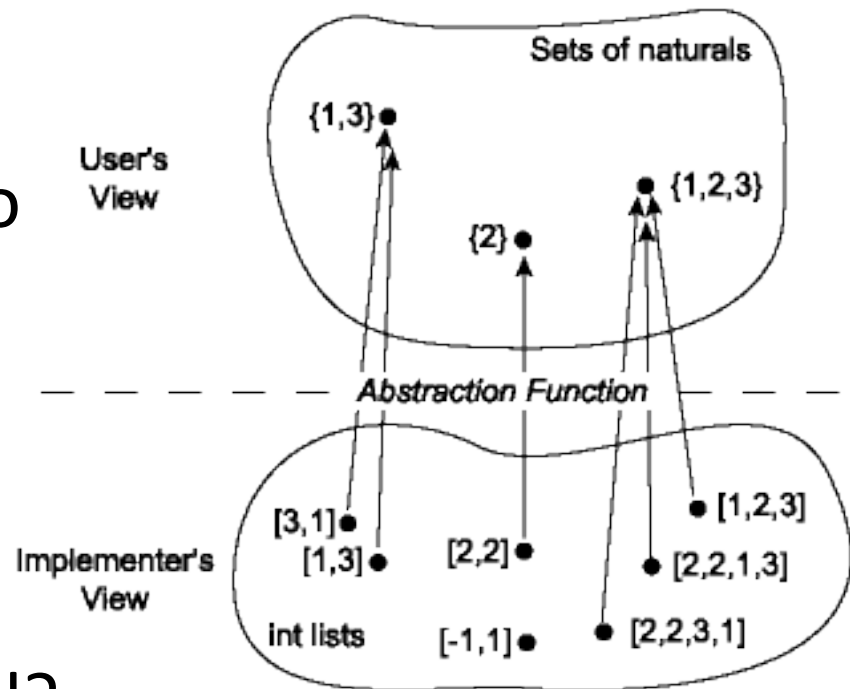 Sets of naturals
{1,3}
User's
View
{1,2,3}
{2}
Abstraction Function
[3,1]
[1,2,3]
[1,3]
[2,2]
[2,2,1,3]
Implementer's
View
int lists
[-1,1]
[2,2,3,1]